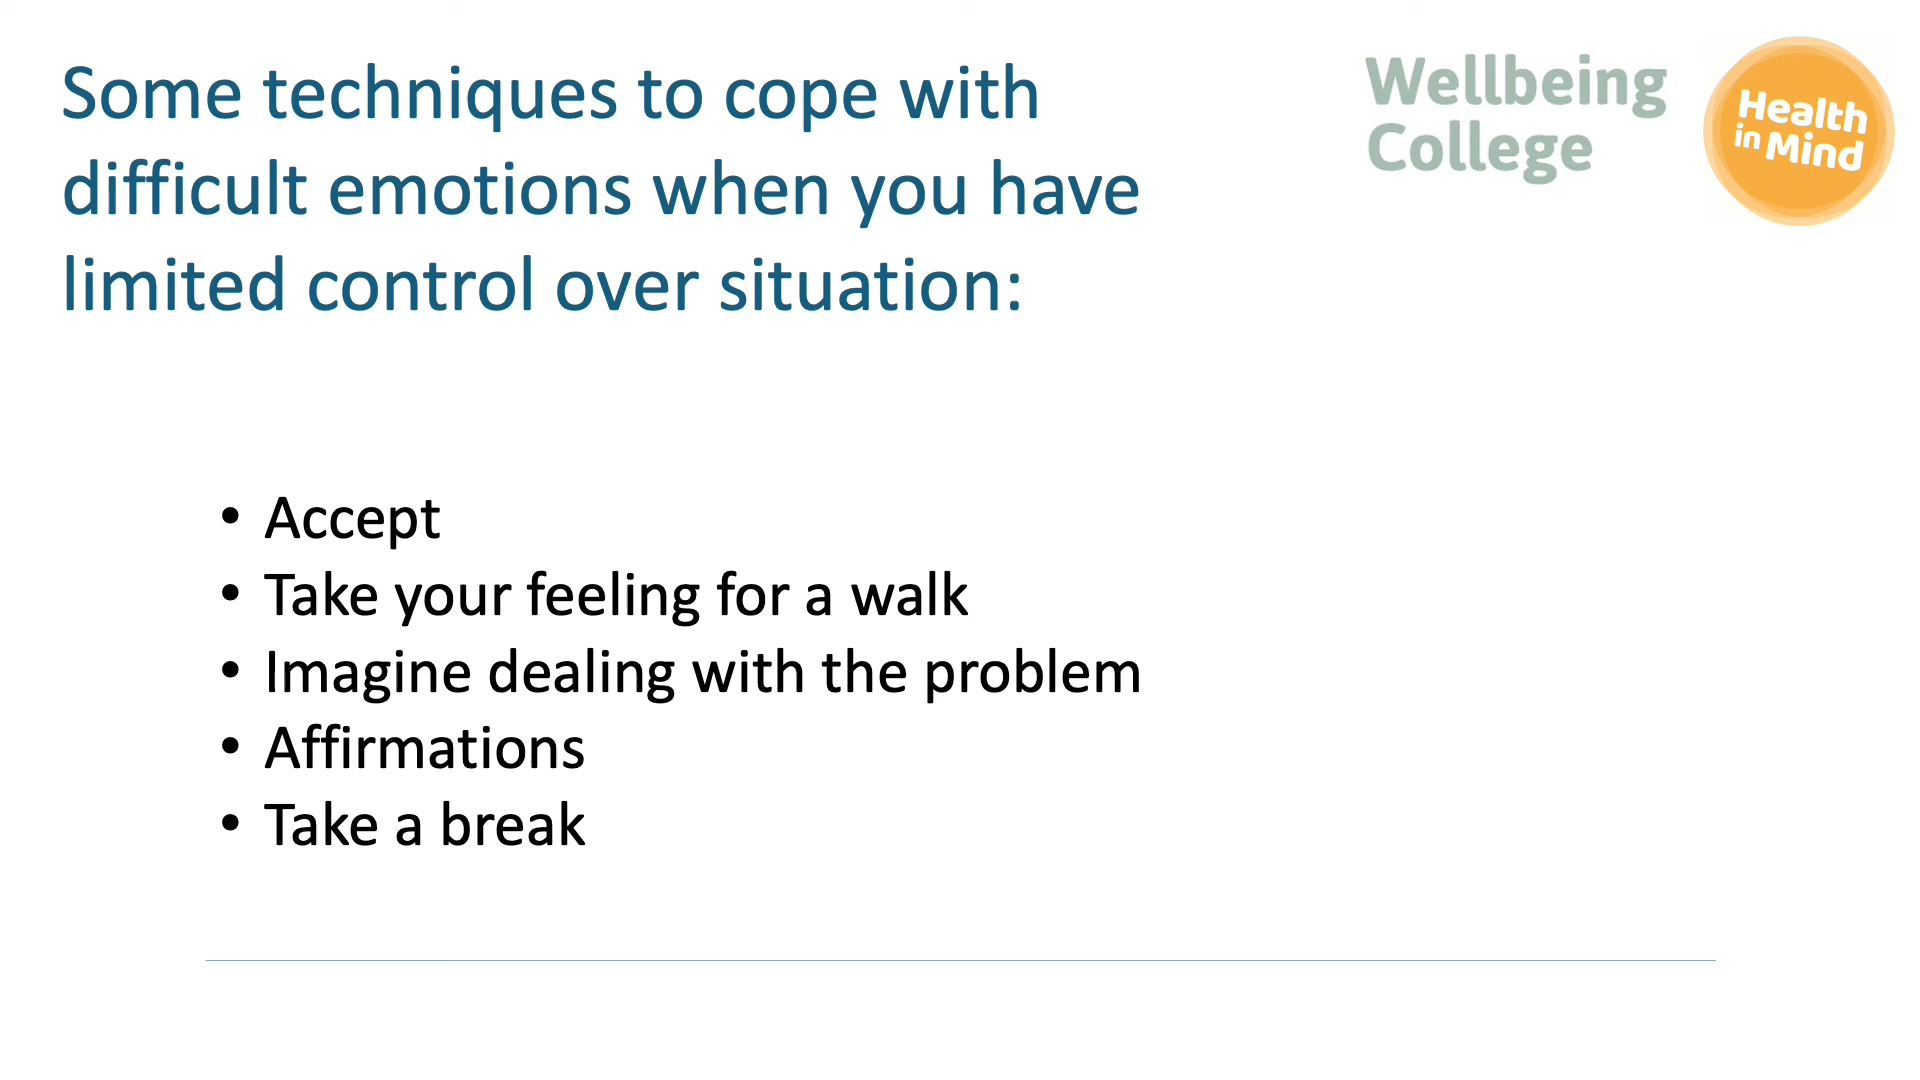 Some techniques to cope with
difficult emotions when you have
limited control over situation:
Wellbeing
College
Health
in Mind
• Accept
• Take your feeling for a walk
• Imagine dealing with the problem
• Affirmations
• Take a break